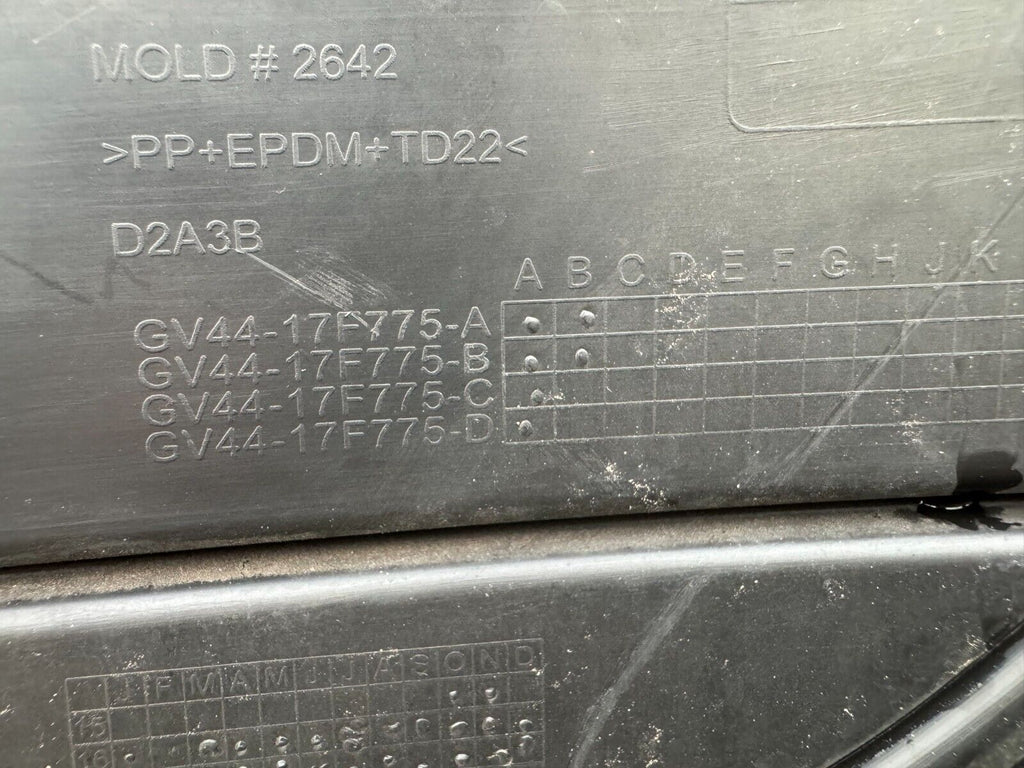 MOLD # 2642
>PP+EPDM+TD22<
D2A3B
A B C D E F G H J K
GV44-17F775-A
GV44-17F775-B
GV44-17F775-C
GV44-17F775-D
J F M A M J J A S O N D
15
16